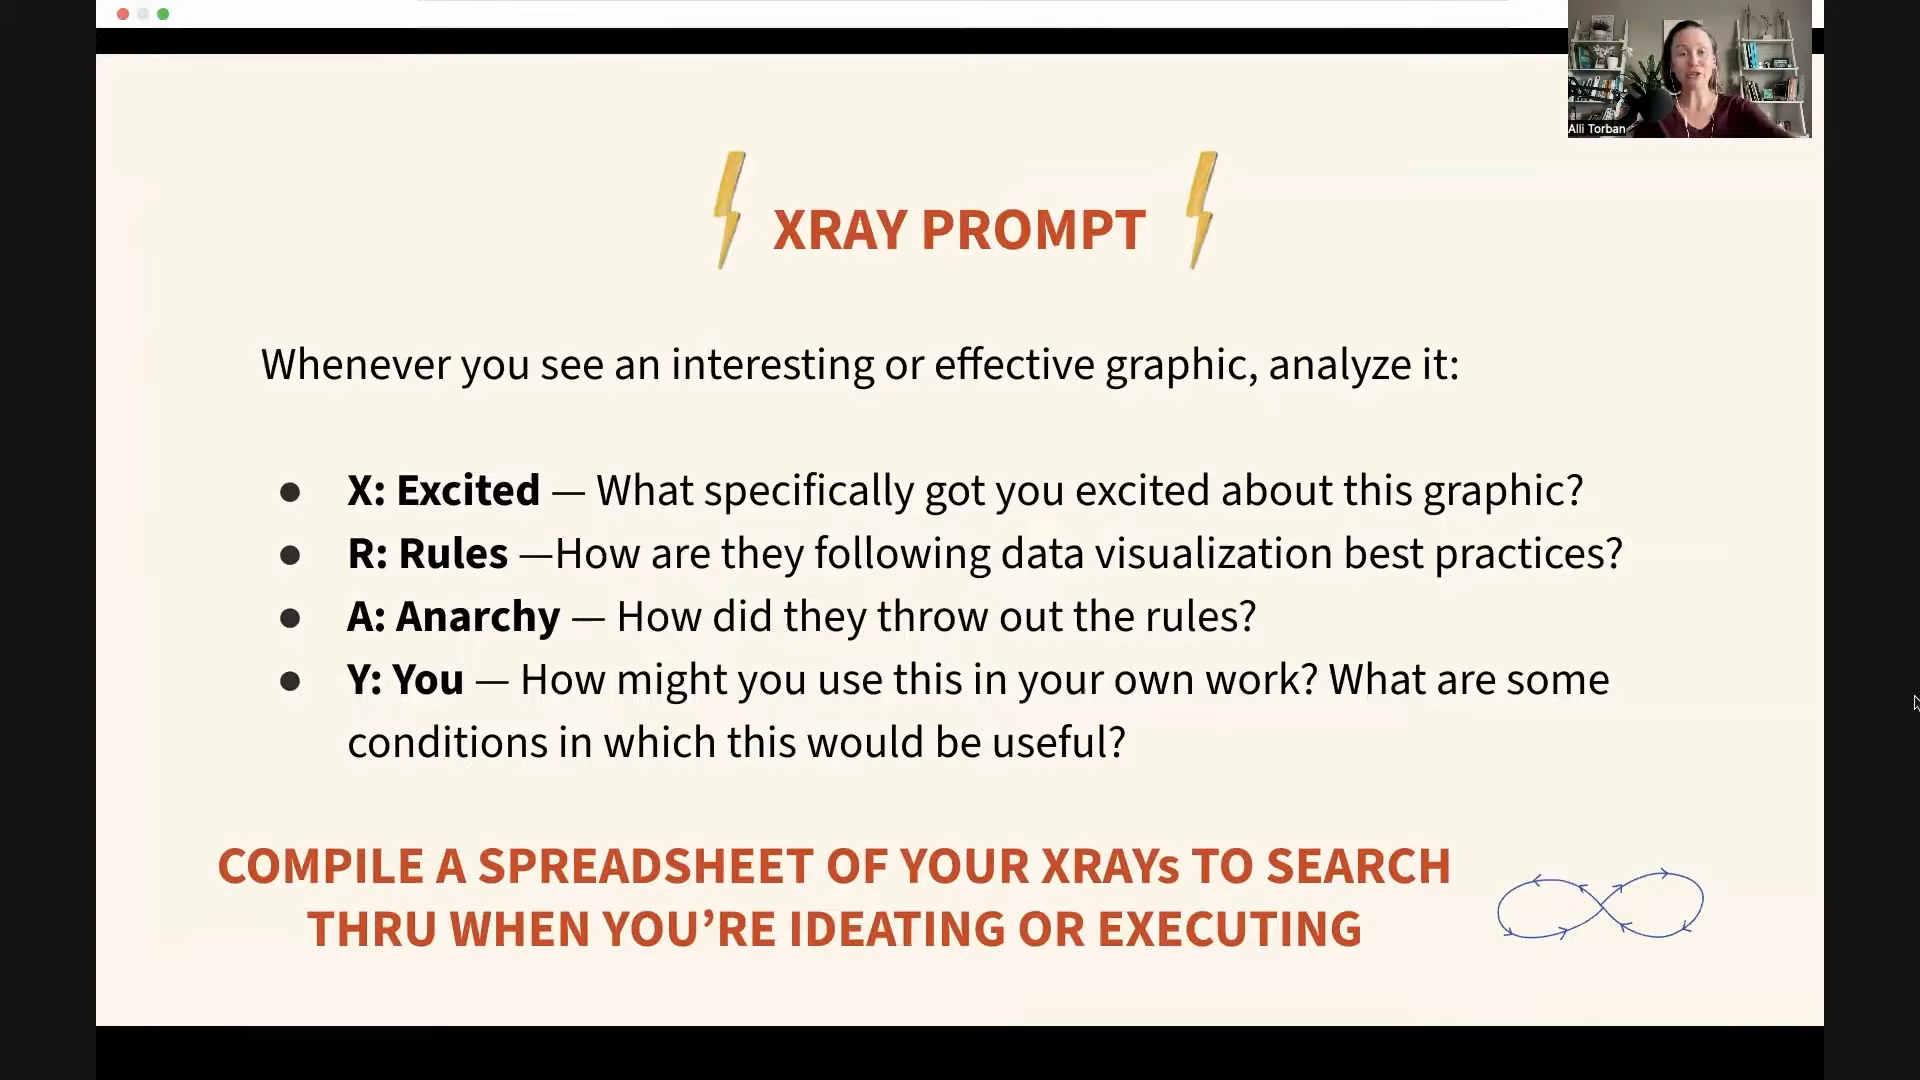 Alli Torban
XRAY PROMPT
Whenever you see an interesting or effective graphic, analyze it:
● X: Excited — What specifically got you excited about this graphic?
● R: Rules —How are they following data visualization best practices?
● A: Anarchy — How did they throw out the rules?
● Y: You — How might you use this in your own work? What are some
conditions in which this would be useful?
COMPILE A SPREADSHEET OF YOUR XRAYs TO SEARCH
THRU WHEN YOU’RE IDEATING OR EXECUTING